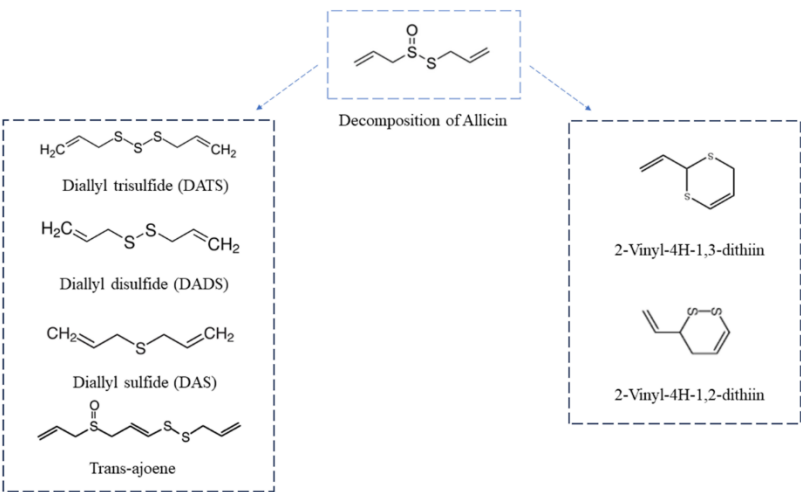 O
S
S
Decomposition of Allicin
H2C S S S CH2
Diallyl trisulfide (DATS)
H2C S S CH2
Diallyl disulfide (DADS)
CH2 S CH2
Diallyl sulfide (DAS)
O
S S S
Trans-ajoene
S
S
2-Vinyl-4H-1,3-dithiin
S S
2-Vinyl-4H-1,2-dithiin